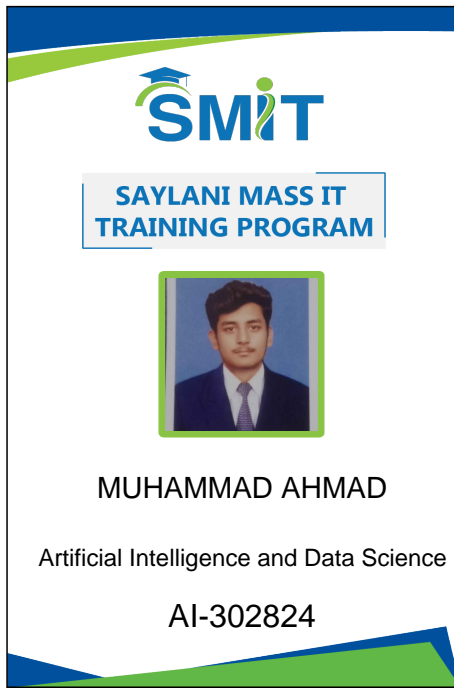 SMIT
SAYLANI MASS IT
TRAINING PROGRAM
MUHAMMAD AHMAD
Artificial Intelligence and Data Science
AI-302824